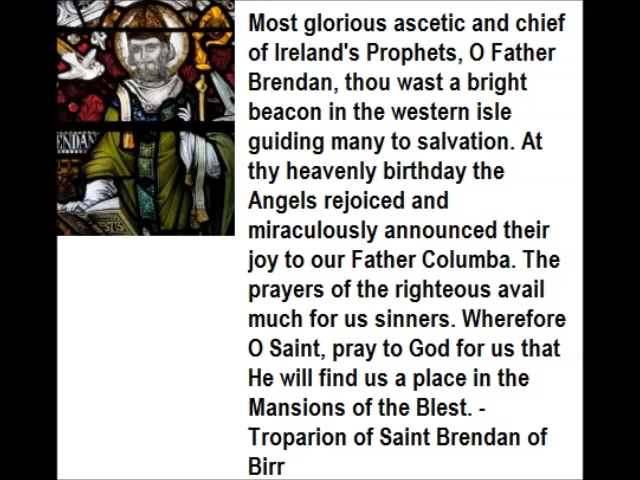 Most glorious ascetic and chief
of Ireland's Prophets, O Father
Brendan, thou wast a bright
beacon in the western isle
guiding many to salvation. At
thy heavenly birthday the
Angels rejoiced and
miraculously announced their
joy to our Father Columba. The
prayers of the righteous avail
much for us sinners. Wherefore
O Saint, pray to God for us that
He will find us a place in the
Mansions of the Blest. -
Troparion of Saint Brendan of
Birr
ENDAN